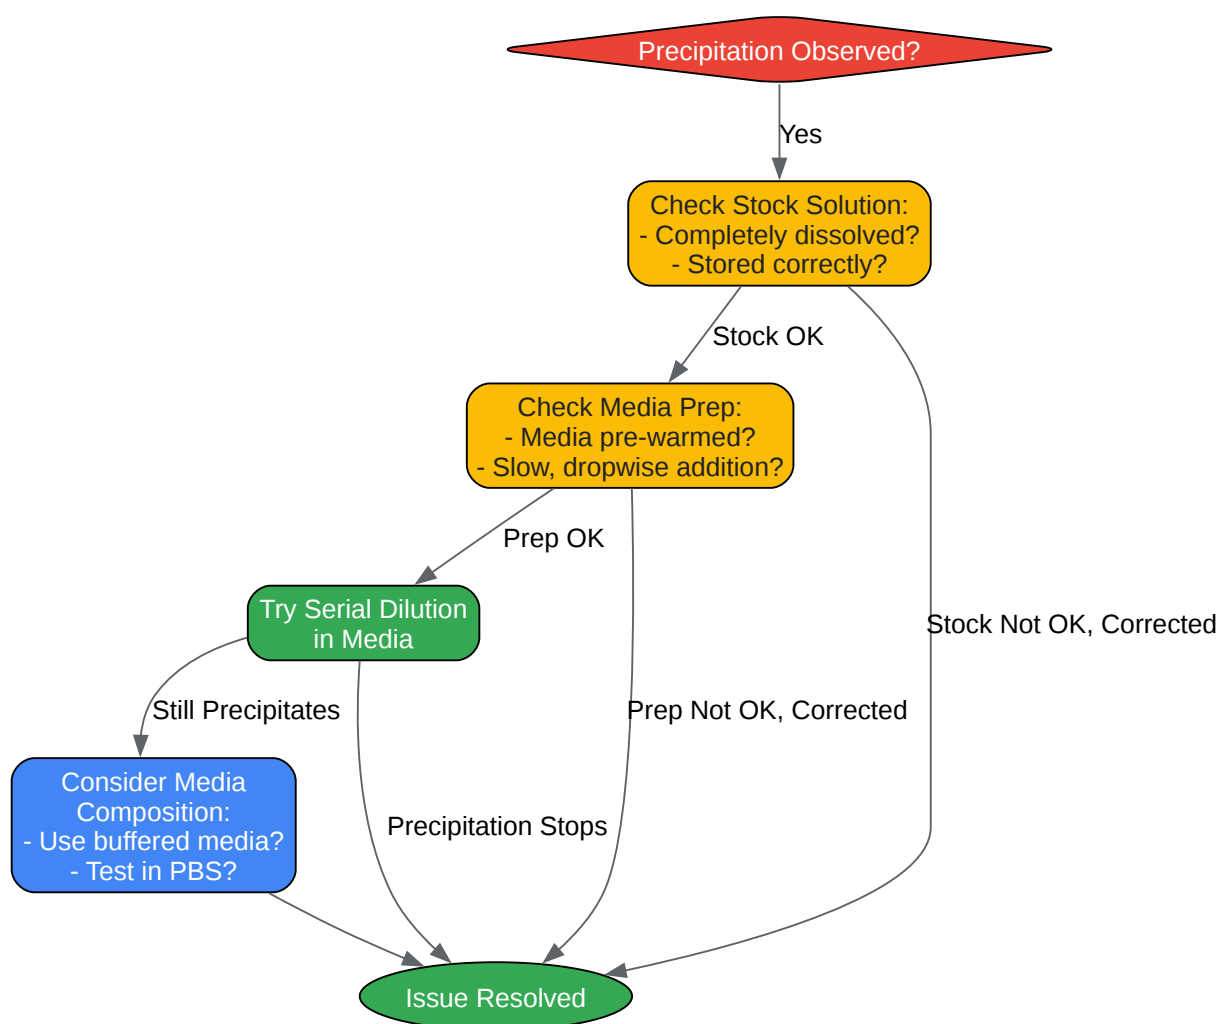 Precipitation Observed?
Yes
Check Stock Solution:
- Completely dissolved?
- Stored correctly?
Stock OK
Check Media Prep:
- Media pre-warmed?
- Slow, dropwise addition?
Prep OK
Try Serial Dilution
in Media
Stock Not OK, Corrected
Still Precipitates
Prep Not OK, Corrected
Consider Media
Composition:
- Use buffered media?
- Test in PBS?
Precipitation Stops
Issue Resolved